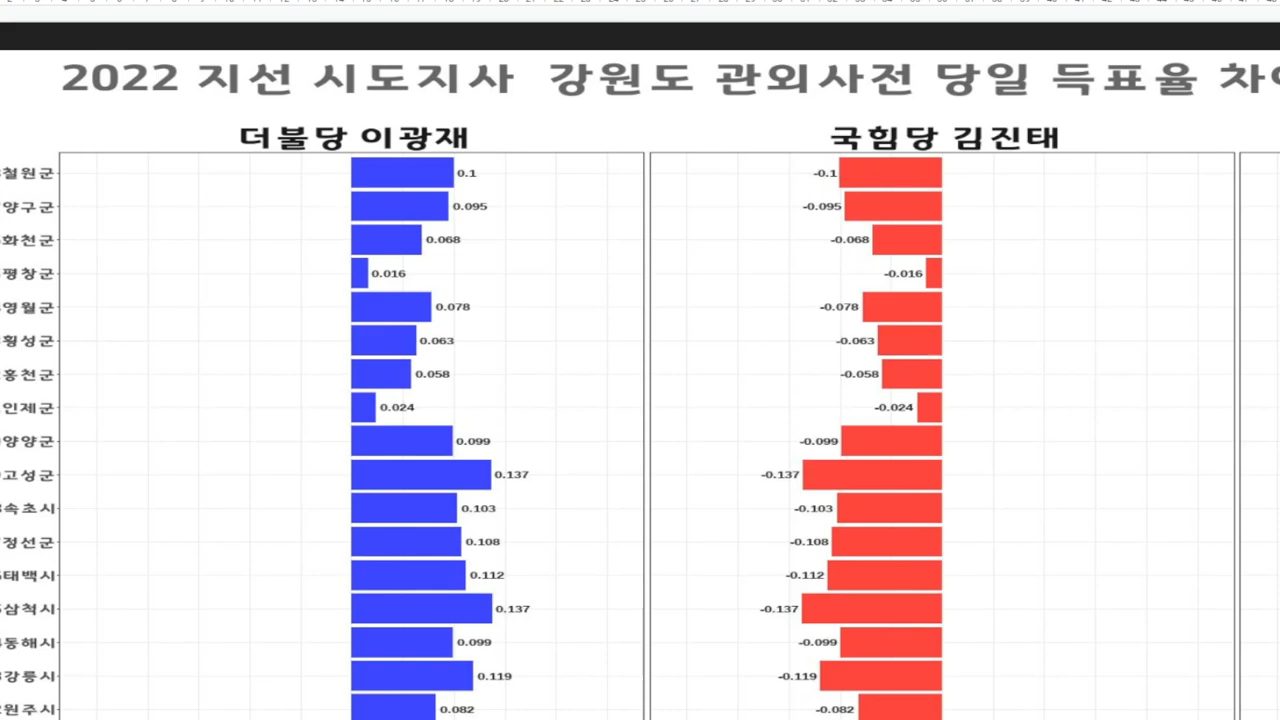 2022 지선 시도지사 강원도 관외사전 당일 득표율
더불당 이광재 국힘당 김진태
철원군 0.1 -0.1
양구군 0.095 -0.095
화천군 0.068 -0.068
평창군 0.016 -0.016
영월군 0.078 -0.078
횡성군 0.063 -0.063
홍천군 0.058 -0.058
인제군 0.024 -0.024
양양군 0.099 -0.099
고성군 0.137 -0.137
속초시 0.103 -0.103
정선군 0.108 -0.108
태백시 0.112 -0.112
삼척시 0.137 -0.137
동해시 0.099 -0.099
강릉시 0.119 -0.119
원주시 0.082 -0.082